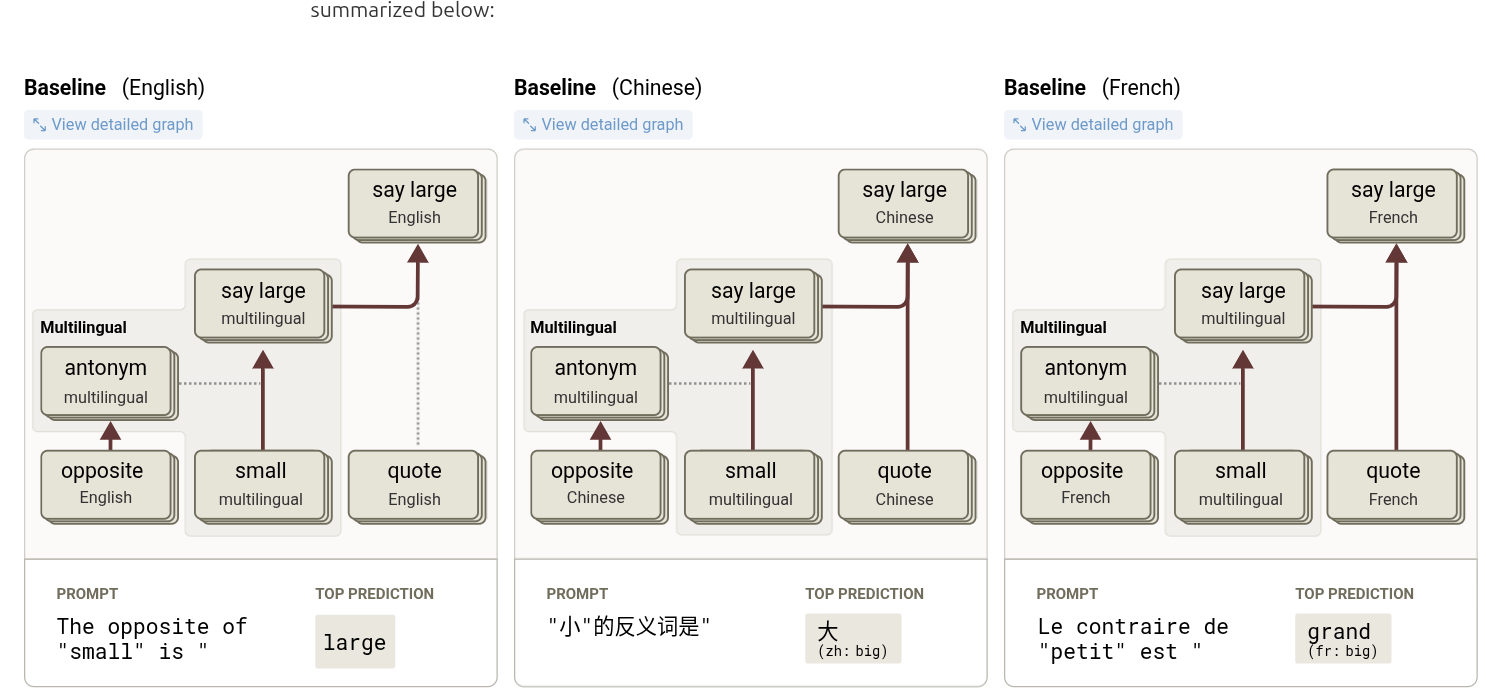 summarized below:
Baseline (English)
View detailed graph
say large
English
say large
multilingual
Multilingual
antonym
multilingual
opposite
English
small
multilingual
quote
English
PROMPT
The opposite of
"small" is "
TOP PREDICTION
large
Baseline (Chinese)
View detailed graph
say large
Chinese
say large
multilingual
Multilingual
antonym
multilingual
opposite
Chinese
small
multilingual
quote
Chinese
PROMPT
"小"的反义词是"
TOP PREDICTION
大
(zh: big)
Baseline (French)
View detailed graph
say large
French
say large
multilingual
Multilingual
antonym
multilingual
opposite
French
small
multilingual
quote
French
PROMPT
Le contraire de
"petit" est "
TOP PREDICTION
grand
(fr: big)